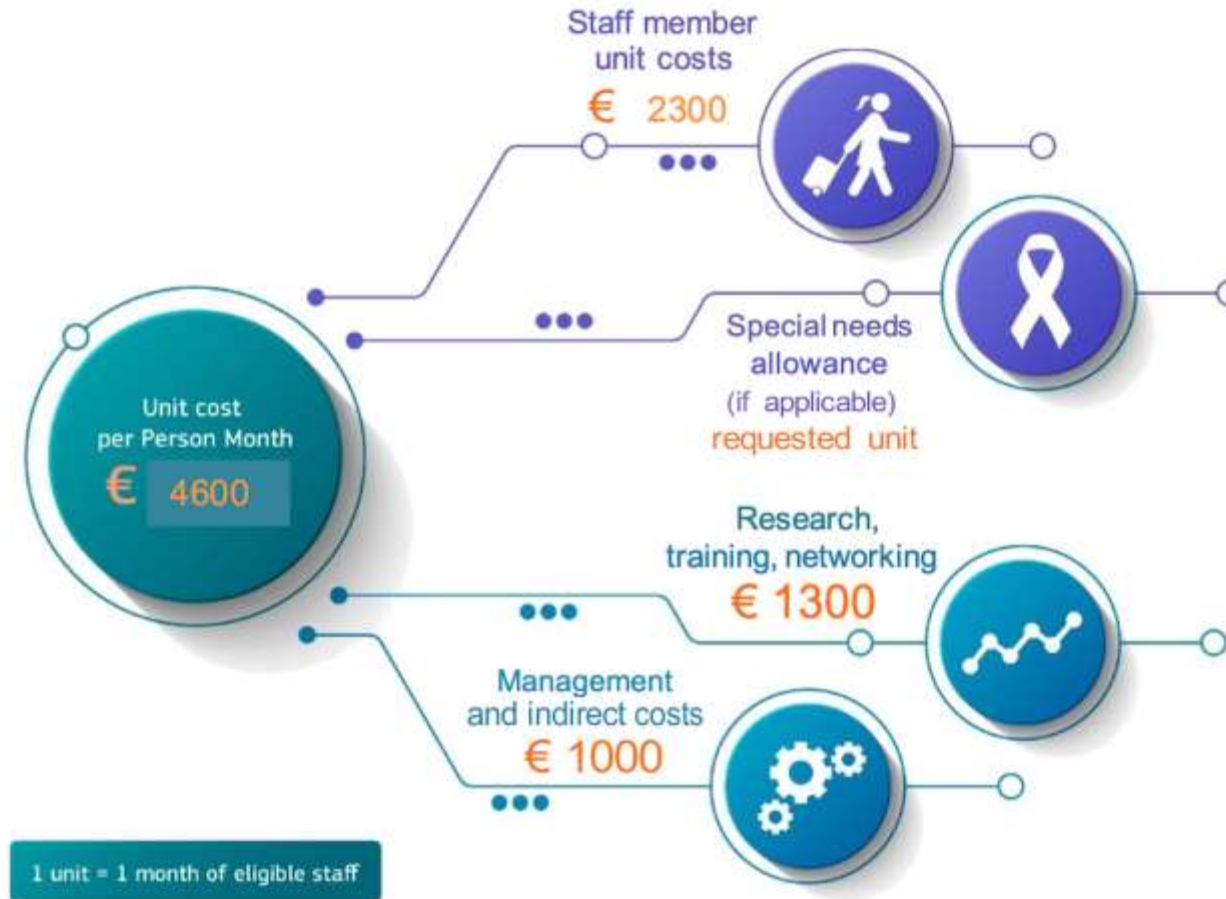 Staff member
unit costs
€ 2300
Special needs
allowance
(if applicable)
requested unit
Unit cost
per Person Month
€ 4600
Research,
training, networking
€ 1300
Management
and indirect costs
€ 1000
1 unit = 1 month of eligible staff